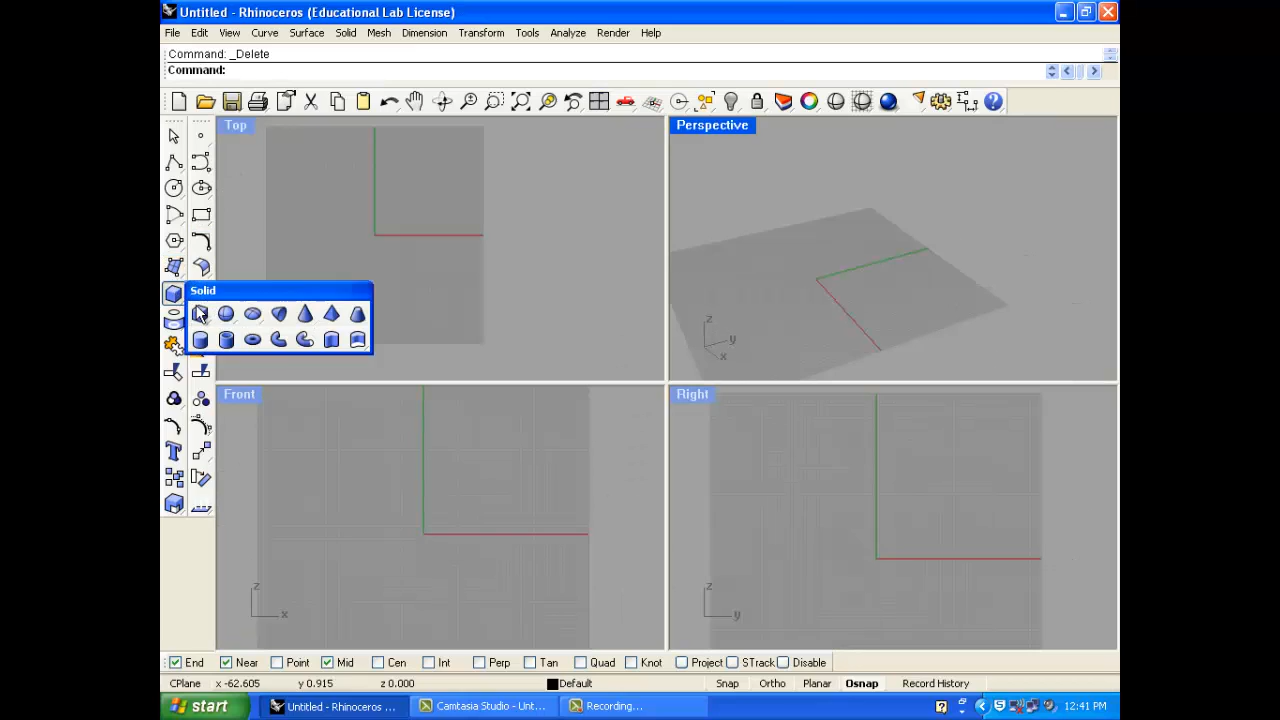 Untitled - Rhinoceros (Educational Lab License)
File Edit View Curve Surface Solid Mesh Dimension Transform Tools Analyze Render Help
Command: _Delete
Command:
Top
Perspective
Solid
z
y
x
Front
Right
z
x
z
y
End Near Point Mid Cen Int Perp Tan Quad Knot Project STrack Disable
CPlane x -62.605 y 0.915 z 0.000 Default Snap Ortho Planar Osnap Record History
start Untitled - Rhinoceros ... Camtasia Studio - Unt... Recording... 12:41 PM